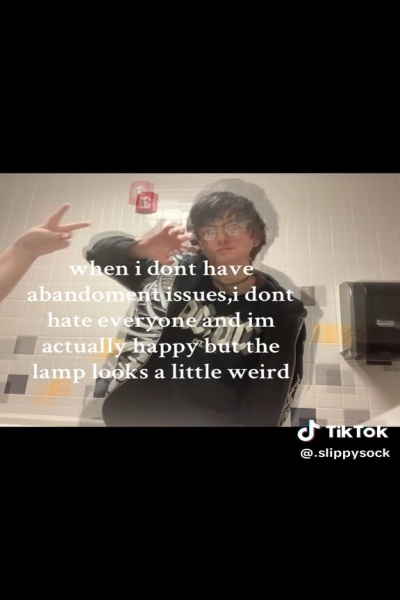 when i dont have
abandoment issues,i dont
hate everyone and im
actually happy but the
lamp looks a little weird
TikTok
@.slippysock